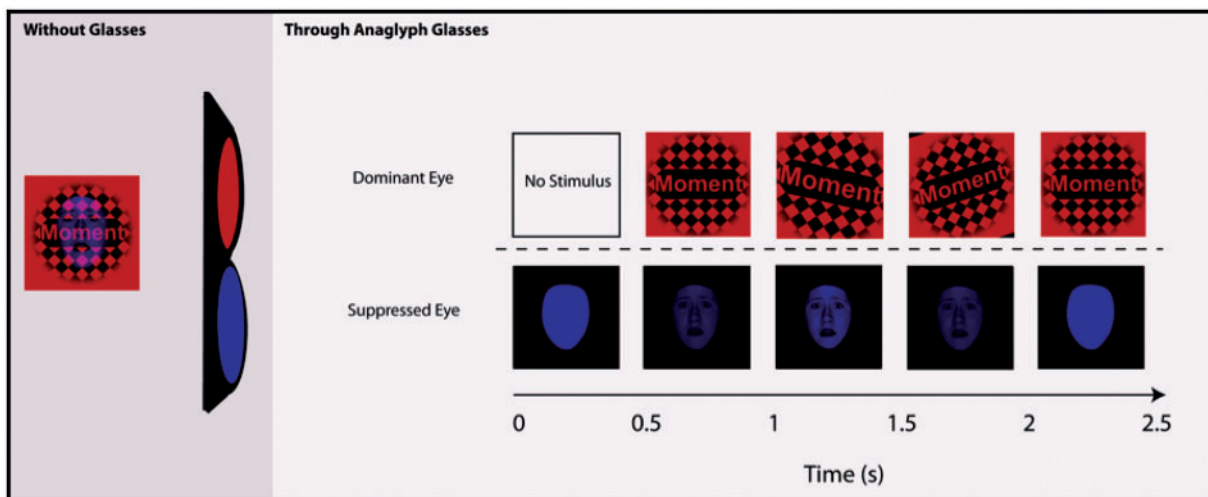 Without Glasses
Through Anaglyph Glasses
Moment
Dominant Eye
No Stimulus
Moment
Moment
Moment
Moment
Suppressed Eye
0 0.5 1 1.5 2 2.5
Time (s)